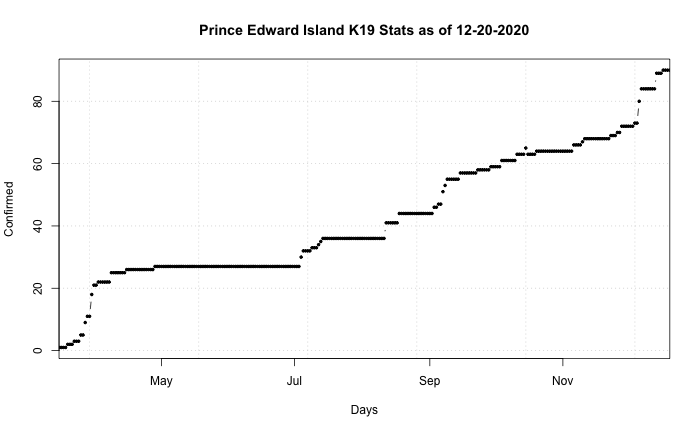 Prince Edward Island K19 Stats as of 12-20-2020
Confirmed
80
60
40
20
0
May Jul Sep Nov
Days